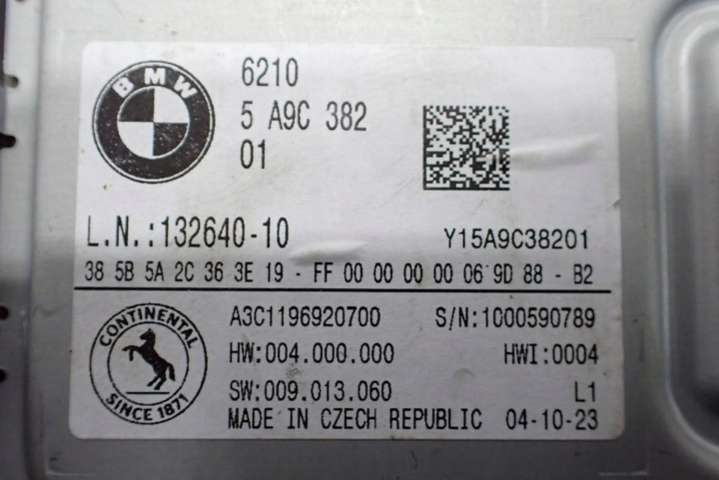 BMW
6210
5 A9C 382
01
L.N.:132640-10
Y15A9C38201
38 5B 5A 2C 36 3E 19 - FF 00 00 00 00 06 9D 88 - B2
CONTINENTAL
SINCE 1871
A3C1196920700 S/N:1000590789
HW:004.000.000 HWI:0004
SW:009.013.060 L1
MADE IN CZECH REPUBLIC 04-10-23